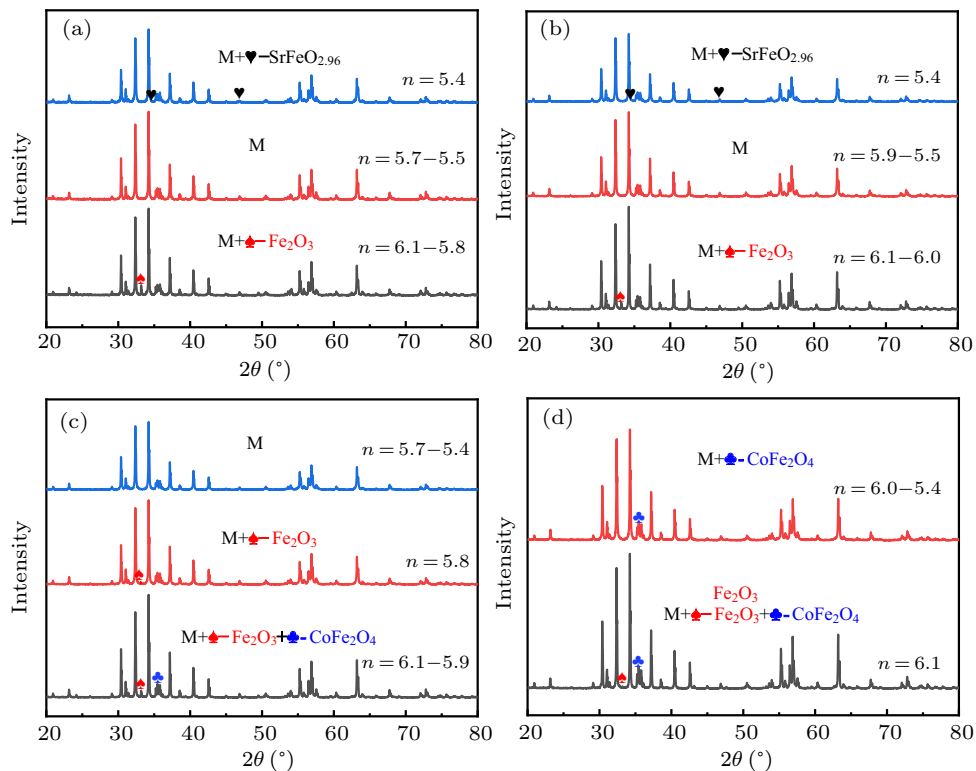 (a)
M+♥−SrFeO₂.₉₆
n=5.4
M
n=5.7−5.5
M+♠−Fe₂O₃
n=6.1−5.8
Intensity
20 30 40 50 60 70 80
2θ (°)
(b)
M+♥−SrFeO₂.₉₆
n=5.4
M
n=5.9−5.5
M+♠−Fe₂O₃
n=6.1−6.0
Intensity
20 30 40 50 60 70 80
2θ (°)
(c)
M
n=5.7−5.4
M+♠−Fe₂O₃
n=5.8
M+♠−Fe₂O₃+♣-CoFe₂O₄
n=6.1−5.9
Intensity
20 30 40 50 60 70 80
2θ (°)
(d)
M+♣-CoFe₂O₄
n=6.0−5.4
Fe₂O₃
M+♠−Fe₂O₃+♣-CoFe₂O₄
n=6.1
Intensity
20 30 40 50 60 70 80
2θ (°)